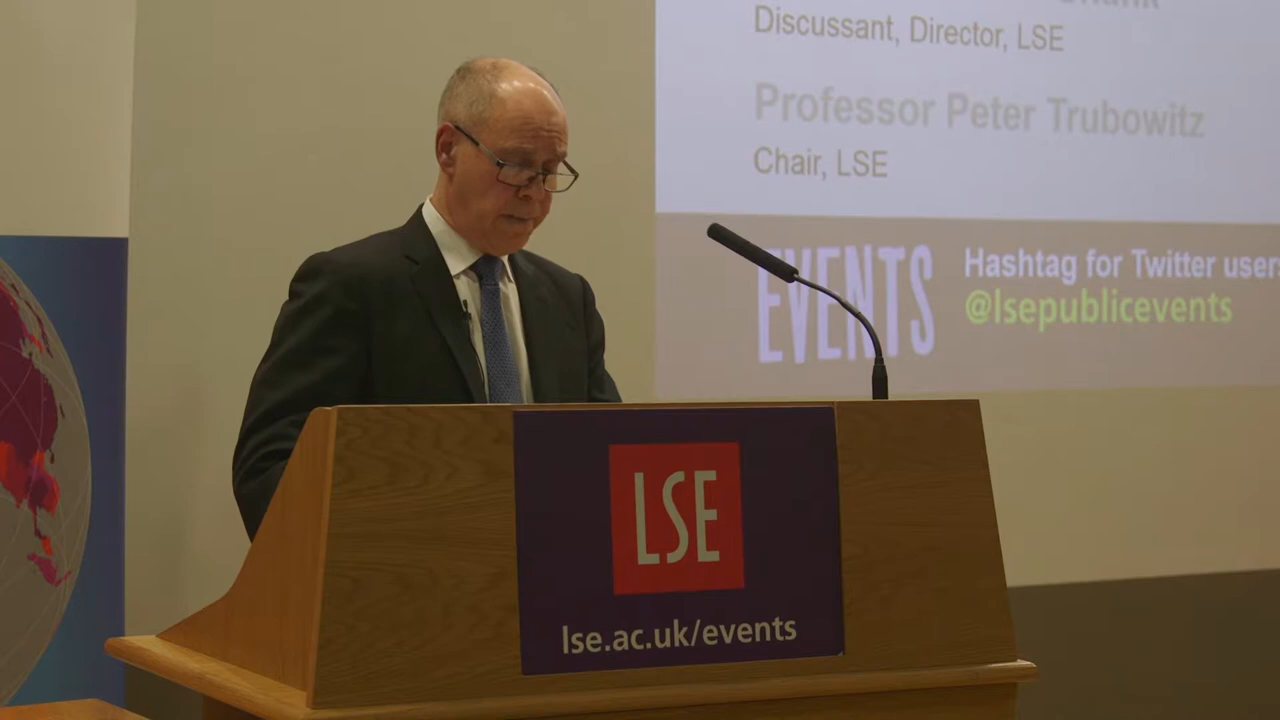 Discussant, Director, LSE
Professor Peter Trubowitz
Chair, LSE
EVENTS
Hashtag for Twitter user
@lsepublicevents
LSE
lse.ac.uk/events